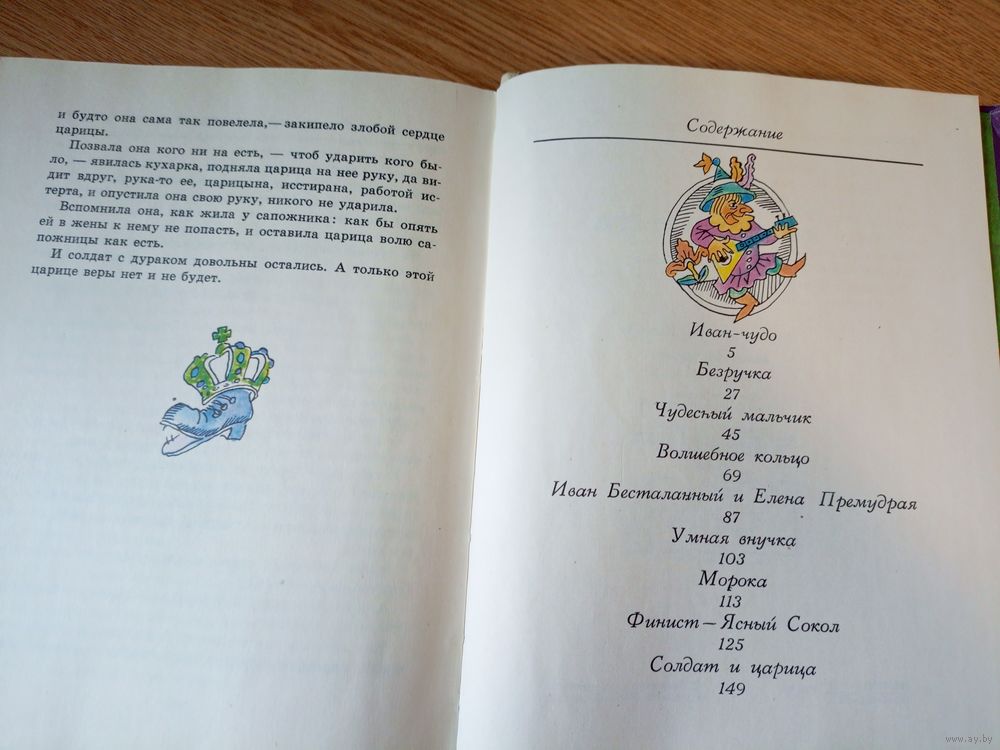 и будто она сама так повелела,— закипело злобой сердце
царицы.
Позвала она кого ни на есть, — чтоб ударить кого бы-
ло, — явилась кухарка, подняла царица на нее руку, да ви-
дит вдруг, рука-то ее, царицына, исстирана, работой ис-
терта, и опустила она свою руку, никого не ударила.
Вспомнила она, как жила у сапожника: как бы опять
ей в жены к нему не попасть, и оставила царица волю са-
пожницы как есть.
И солдат с дураком довольны остались. А только этой
царице веры нет и не будет.
Содержание
Иван-чудо
5
Безручка
27
Чудесный мальчик
45
Волшебное кольцо
69
Иван Бесталанный и Елена Премудрая
87
Умная внучка
103
Морока
113
Финист — Ясный Сокол
125
Солдат и царица
149
www.ay.by